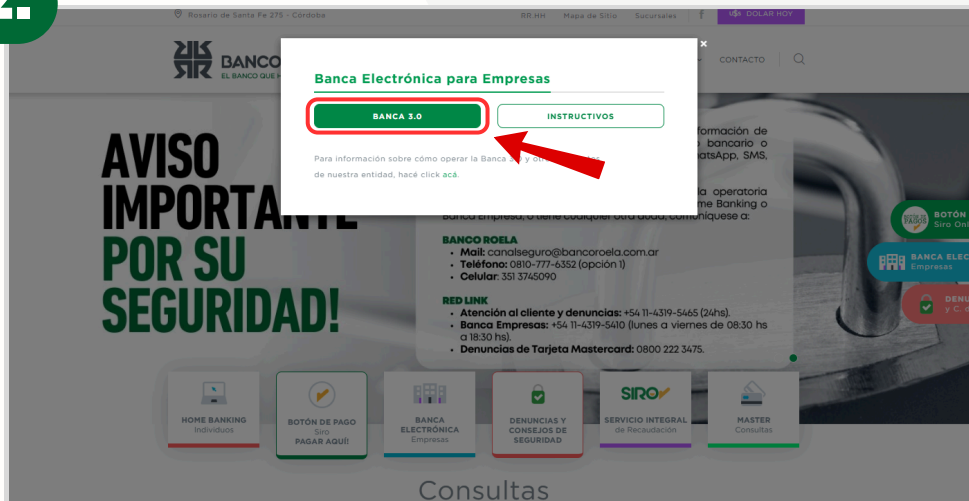 Rosario de Santa Fe 275 - Córdoba
RR HH Mapa de Sitio Sucursales f U$S DOLAR HOY
BANCO
EL BANCO QUE
CONTACTO
×
Banca Electrónica para Empresas
BANCA 3.0 INSTRUCTIVOS
Para información sobre cómo operar la Banca 3.0 y
de nuestra entidad, hacé click acá.
AVISO
IMPORTANTE
POR SU
SEGURIDAD!
formación de
bancario o
SMS,
la operatoria
Banking o
Banca Empresa, o tiene cualquier otra duda, comuníquese a:
BANCO ROELA
• Mail: canalseguro@bancoroela.com.ar
• Teléfono: 0810-777-6352 (opción 1)
• Celular: 351 3745090
RED LINK
• Atención al cliente y denuncias: +54 11-4319-5465 (24hs).
• Banca Empresas: +54 11-4319-5410 (lunes a viernes de 08:30 hs
a 18:30 hs).
• Denuncias de Tarjeta Mastercard: 0800 222 3475.
BOTÓN DE PAGOS
BOTÓN
Siro Onl
BANCA ELEC
Empresas
DENU
y C. d
HOME BANKING
Individuos
BOTÓN DE PAGO
Siro
PAGAR AQUÍ!
BANCA
ELECTRÓNICA
Empresas
DENUNCIAS Y
CONSEJOS DE
SEGURIDAD
SIRO
SERVICIO INTEGRAL
de Recaudación
MASTER
Consultas
Consultas